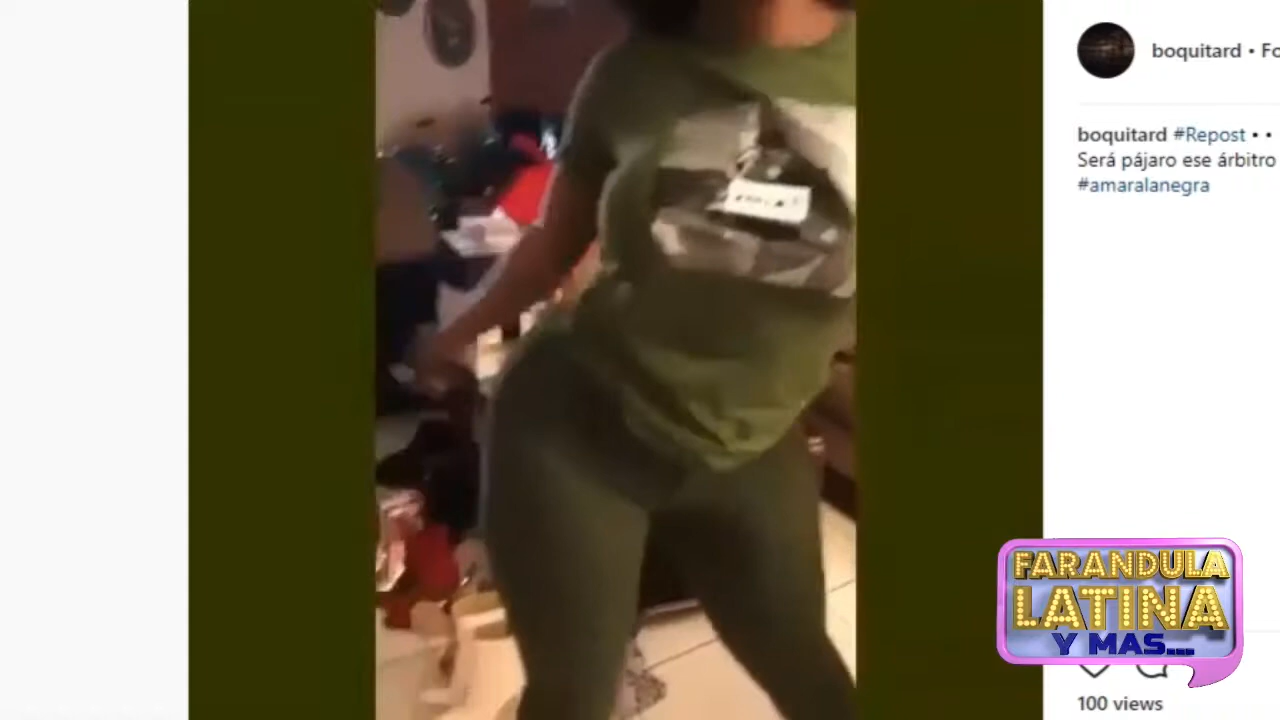 boquitard • Fo
boquitard #Repost • •
Será pájaro ese árbitro
#amaralanegra
FARANDULA
LATINA
Y MAS...
100 views